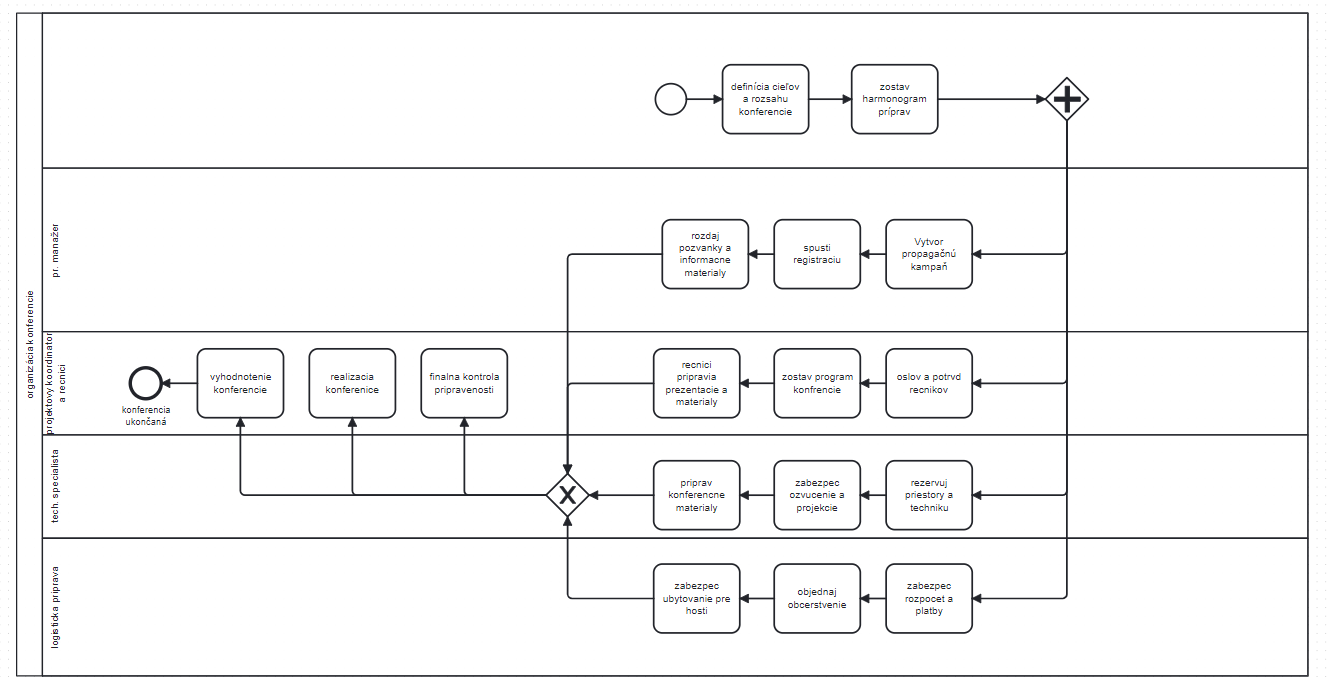 organizácia konferencie
definícia cieľov
a rozsahu
konferencie
zostav
harmonogram
príprav
pr. manažer
rozdaj
pozvanky a
informacne
materialy
spusti
registraciu
Vytvor
propagačnú
kampaň
projektovy koordinator
a recnici
konferencia
ukončaná
vyhodnotenie
konferencie
realizacia
konferenice
finalna kontrola
pripravenosti
recnici
pripravia
prezentacie a
materialy
zostav program
konfrencie
oslov a potvrd
recnikov
tech. specialista
X
priprav
konferencne
materialy
zabezpec
ozvucenie a
projekcie
rezervuj
priestory a
techniku
logisticka priprava
zabezpec
ubytovanie pre
hosti
objednaj
obcerstvenie
zabezpec
rozpocet a
platby